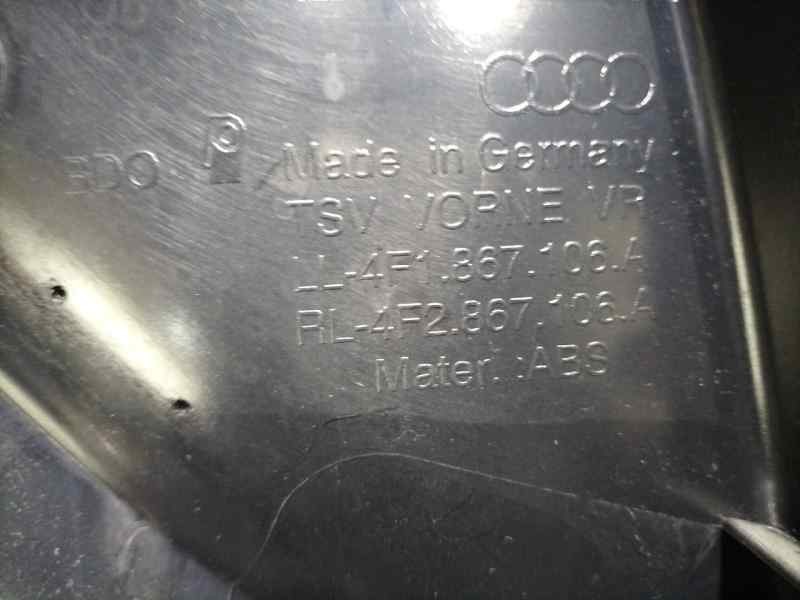 EDO
Made in Germany
TSV VORNE VR
LL-4F1.867.106.A
RL-4F2.867.106.A
Mater. :ABS